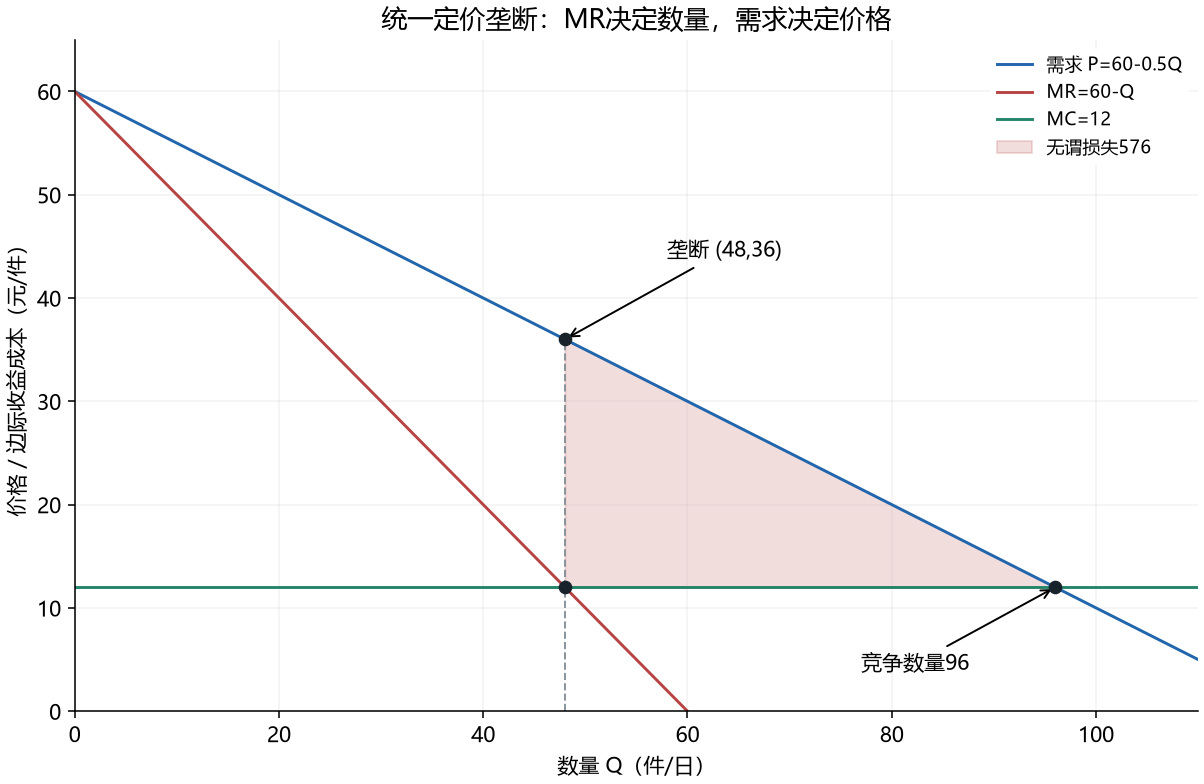 统一定价垄断：MR决定数量，需求决定价格
需求 P=60-0.5Q
MR=60-Q
MC=12
无谓损失576
垄断 (48,36)
竞争数量96
价格 / 边际收益成本（元/件）
60
50
40
30
20
10
0
0 20 40 60 80 100
数量 Q（件/日）